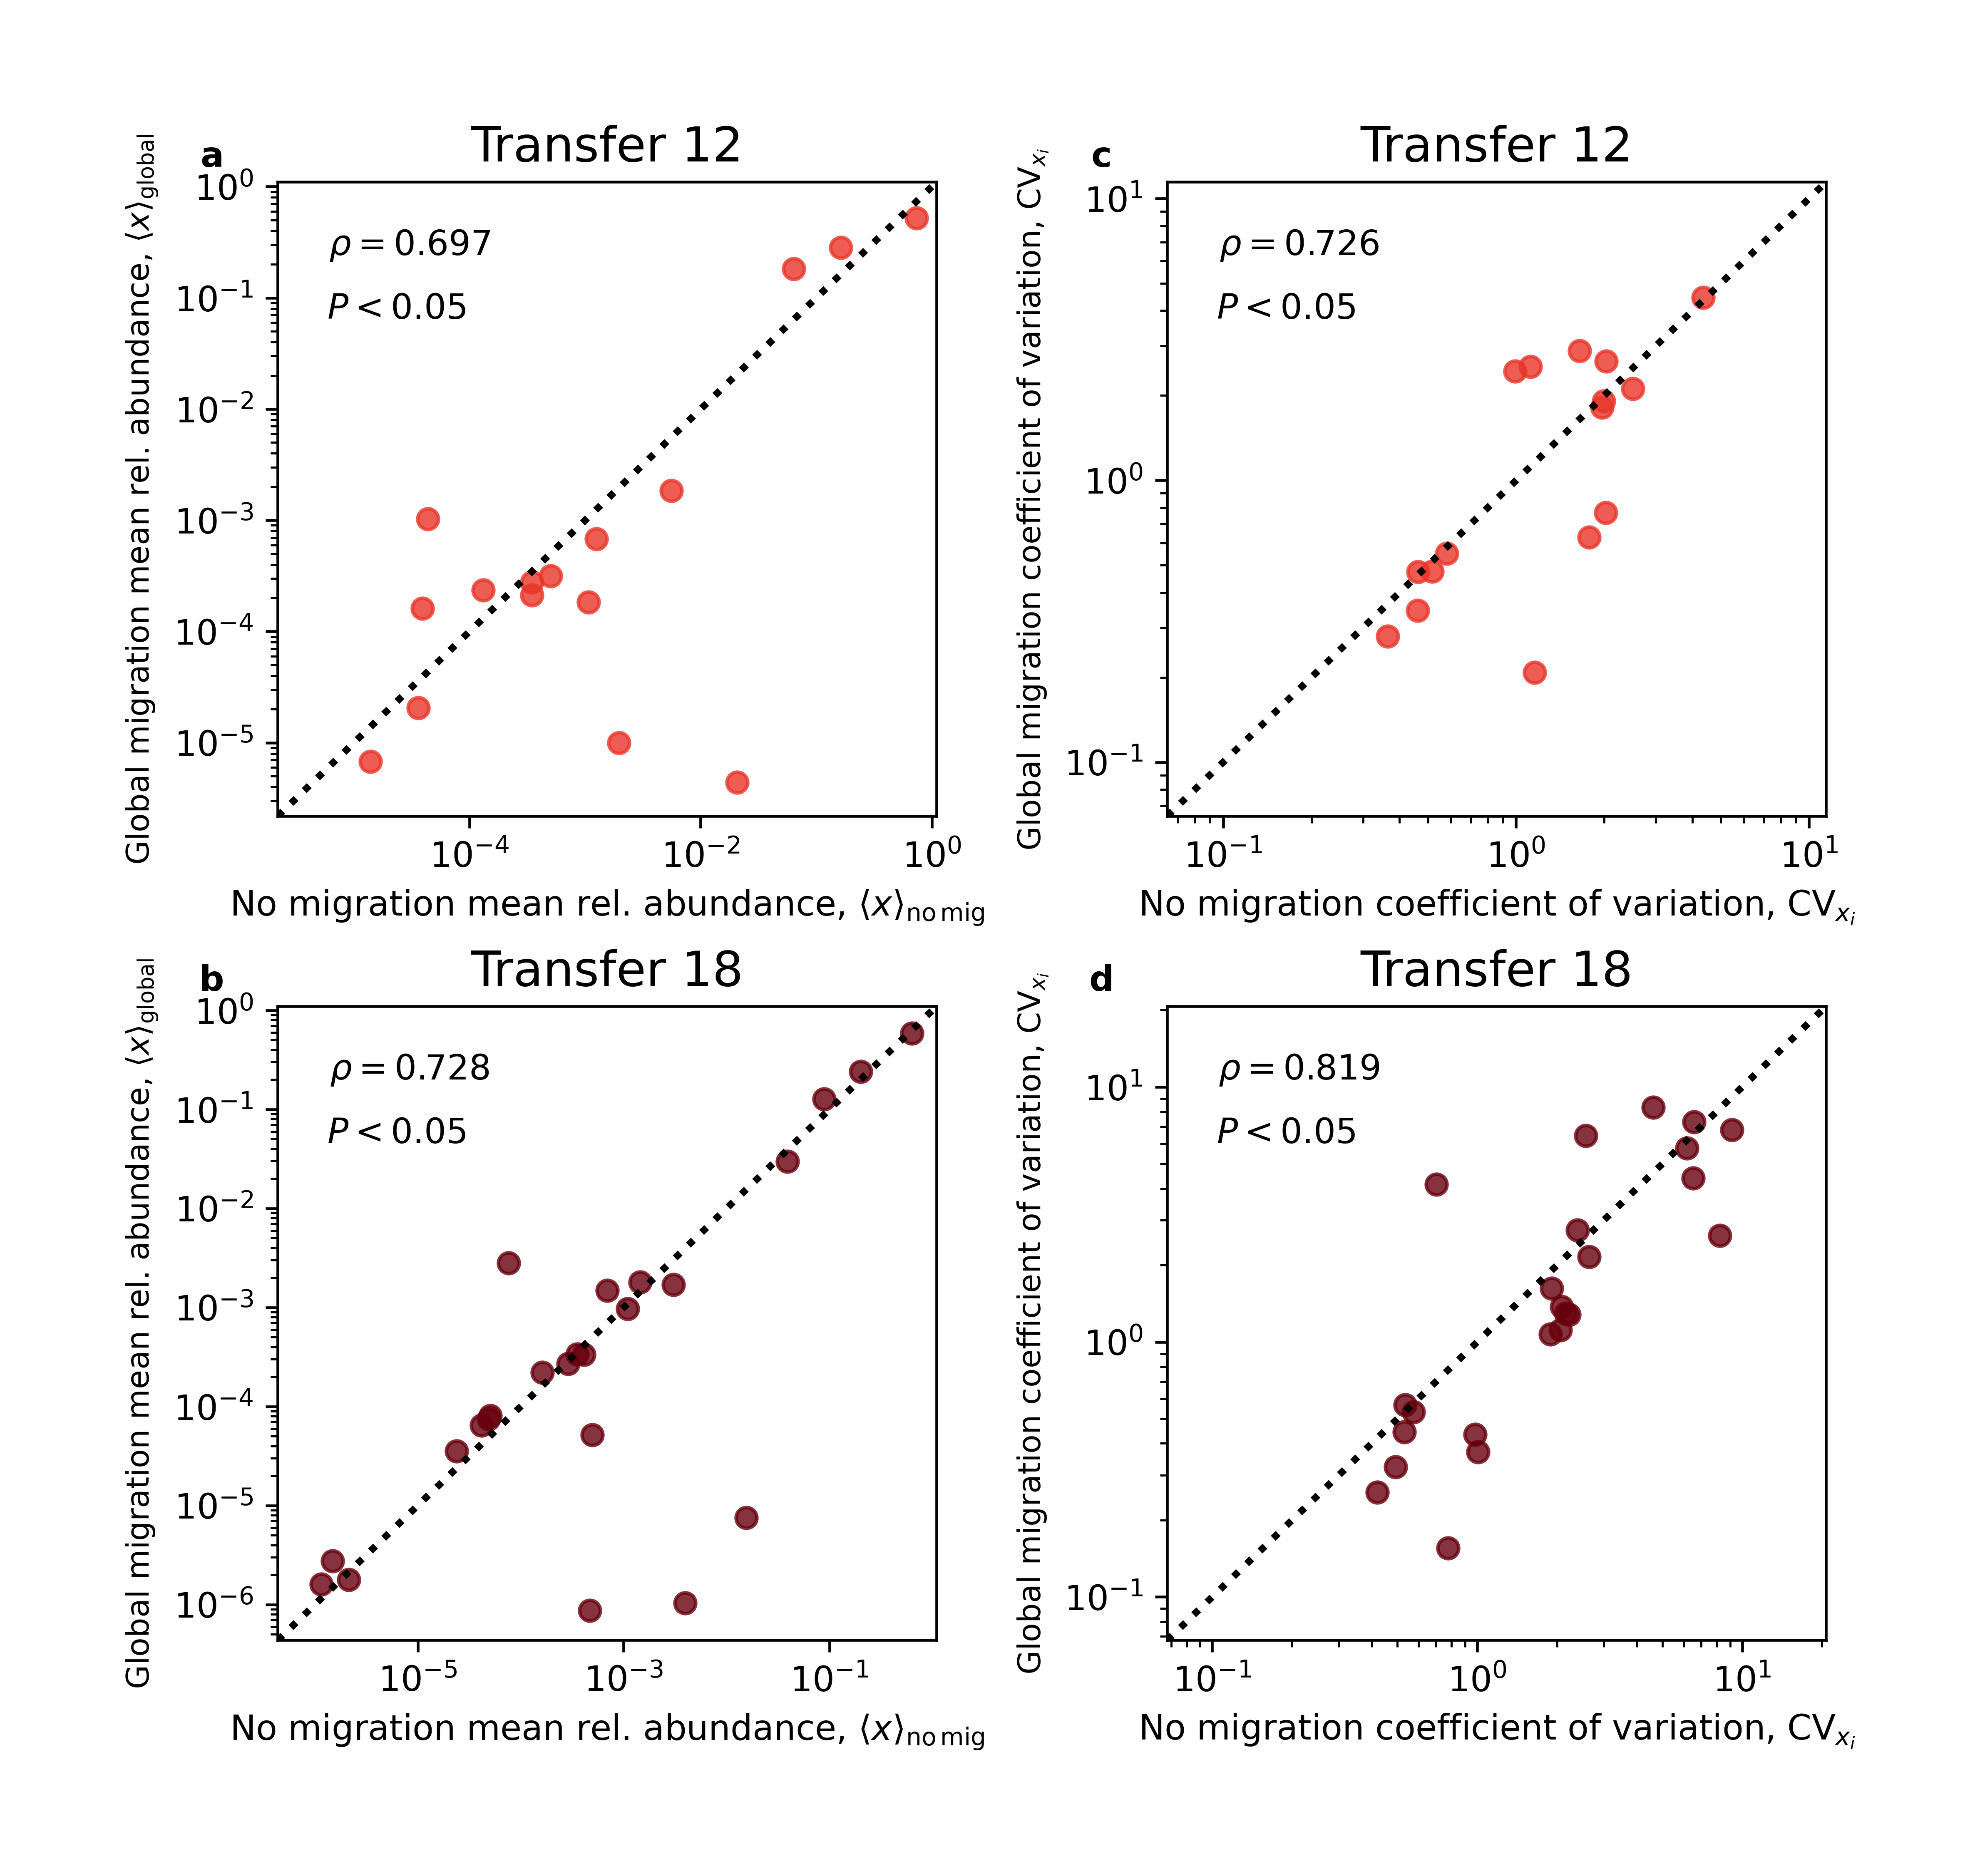 a
Transfer 12
ρ = 0.697
P < 0.05
10⁰
10⁻¹
10⁻²
10⁻³
10⁻⁴
10⁻⁵
10⁻⁴ 10⁻² 10⁰
Global migration mean rel. abundance, ⟨x⟩global
No migration mean rel. abundance, ⟨x⟩no mig
c
Transfer 12
ρ = 0.726
P < 0.05
10¹
10⁰
10⁻¹
10⁻¹ 10⁰ 10¹
Global migration coefficient of variation, CVxᵢ
No migration coefficient of variation, CVxᵢ
b
Transfer 18
ρ = 0.728
P < 0.05
10⁰
10⁻¹
10⁻²
10⁻³
10⁻⁴
10⁻⁵
10⁻⁶
10⁻⁵ 10⁻³ 10⁻¹
Global migration mean rel. abundance, ⟨x⟩global
No migration mean rel. abundance, ⟨x⟩no mig
d
Transfer 18
ρ = 0.819
P < 0.05
10¹
10⁰
10⁻¹
10⁻¹ 10⁰ 10¹
Global migration coefficient of variation, CVxᵢ
No migration coefficient of variation, CVxᵢ